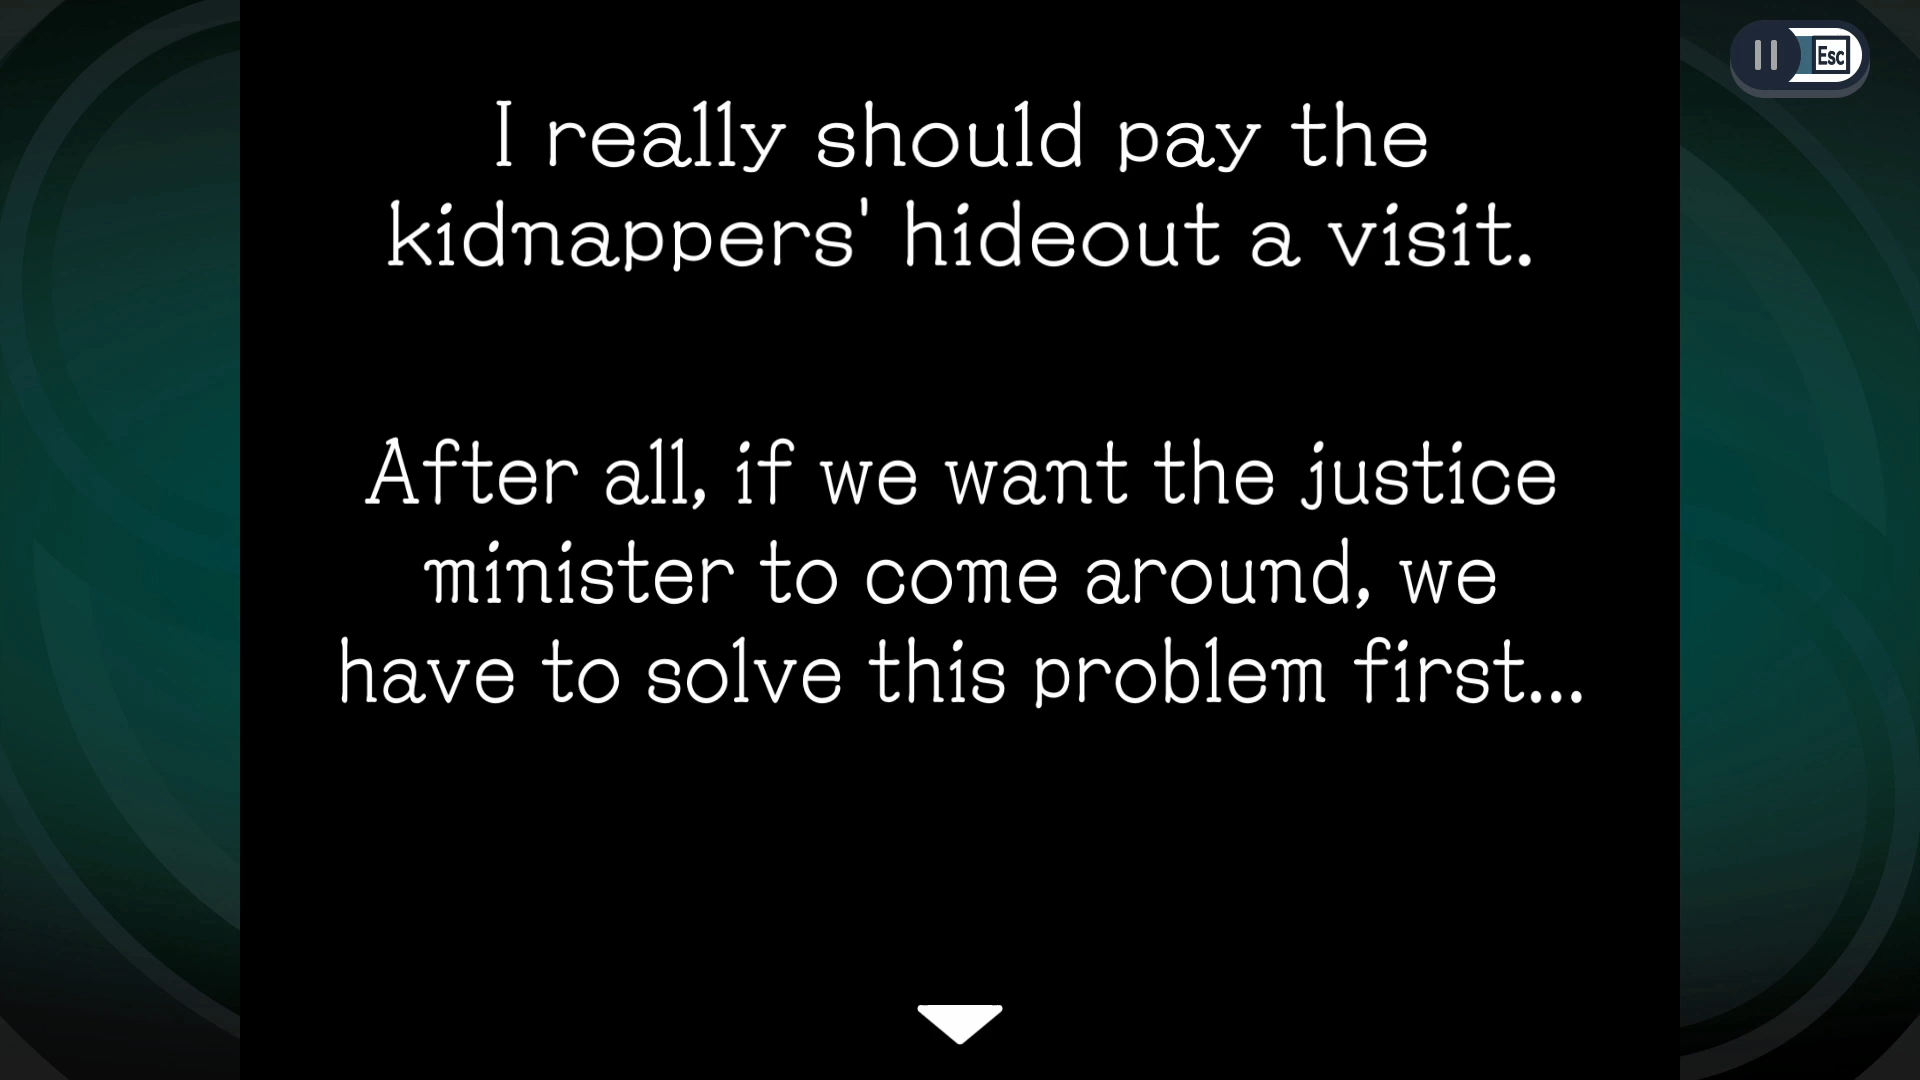 Esc
I really should pay the
kidnappers' hideout a visit.
After all, if we want the justice
minister to come around, we
have to solve this problem first...